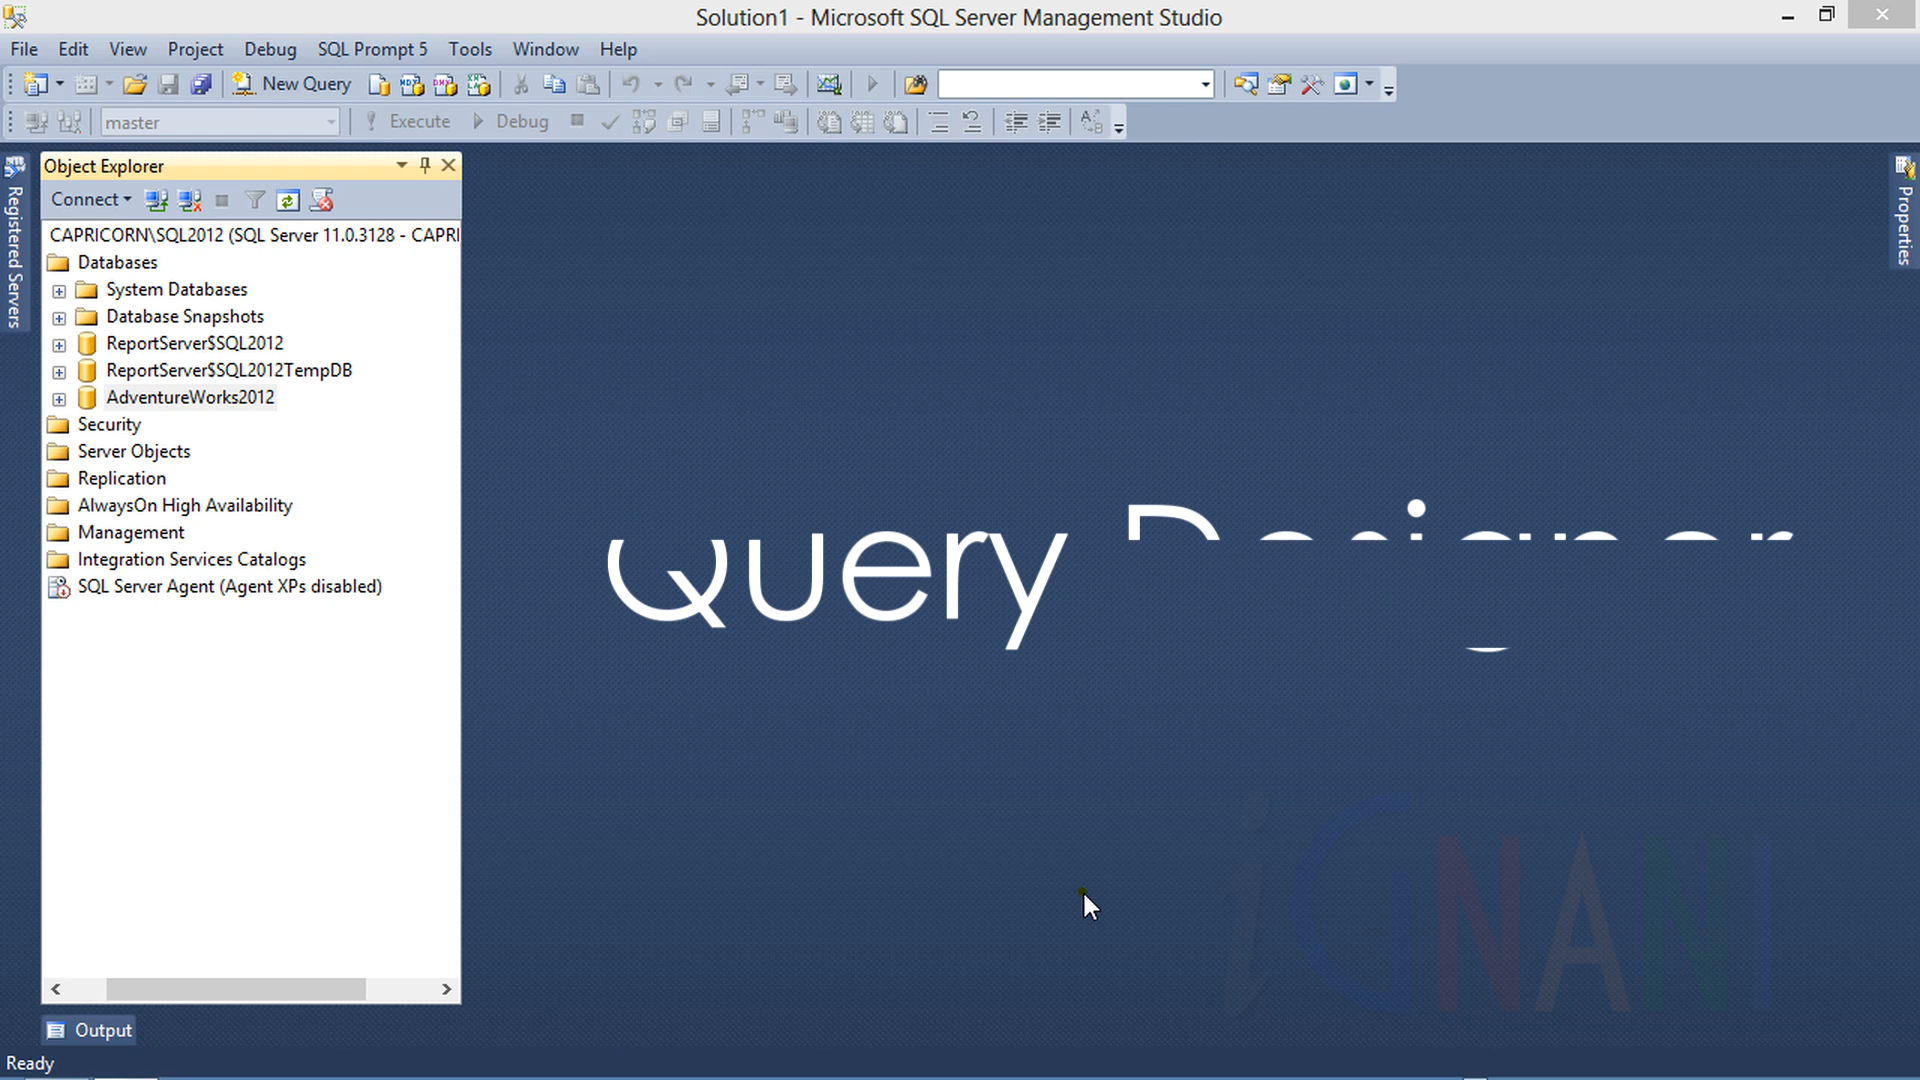 Solution1 - Microsoft SQL Server Management Studio
File Edit View Project Debug SQL Prompt 5 Tools Window Help
New Query
master Execute Debug
Registered Servers
Object Explorer
Connect
CAPRICORN\SQL2012 (SQL Server 11.0.3128 - CAPRI
Databases
System Databases
Database Snapshots
ReportServer$SQL2012
ReportServer$SQL2012TempDB
AdventureWorks2012
Security
Server Objects
Replication
AlwaysOn High Availability
Management
Integration Services Catalogs
SQL Server Agent (Agent XPs disabled)
Query Designer
iGNANI
Properties
Output
Ready